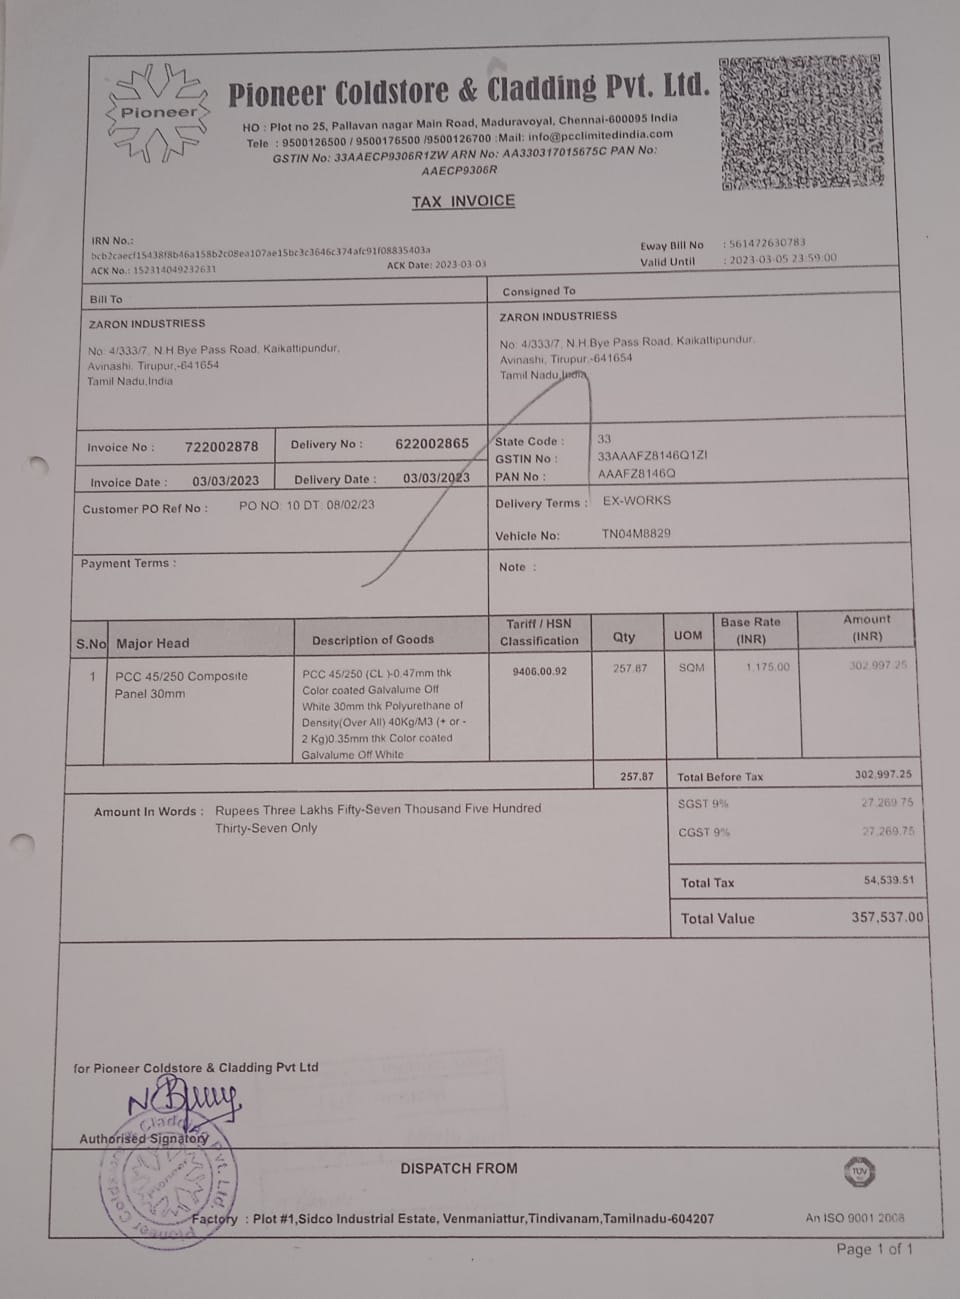 Pioneer
Pioneer Coldstore & Cladding Pvt. Ltd.
HO : Plot no 25, Pallavan nagar Main Road, Maduravoyal, Chennai-600095 India
Tele : 9500126500 / 9500176500 /9500126700 :Mail: info@pcclimitedindia.com
GSTIN No: 33AAECP9306R1ZW ARN No: AA330317015675C PAN No:
AAECP9306R
TAX INVOICE
IRN No.:
bcb2caecf15438f8b46a158b2c08ea107ae15bc3c3646c374afc91f08835403a
ACK No.: 152314049232631 ACK Date: 2023-03-03
Eway Bill No : 561472630783
Valid Until : 2023-03-05 23:59:00
Bill To
ZARON INDUSTRIESS
No: 4/333/7, N.H Bye Pass Road, Kaikattipundur,
Avinashi, Tirupur,-641654
Tamil Nadu,India
Consigned To
ZARON INDUSTRIESS
No: 4/333/7, N.H.Bye Pass Road, Kaikattipundur,
Avinashi, Tirupur,-641654
Tamil Nadu,India
Invoice No : 722002878 Delivery No : 622002865
Invoice Date : 03/03/2023 Delivery Date : 03/03/2023
State Code : 33
GSTIN No : 33AAAFZ8146Q1ZI
PAN No : AAAFZ8146Q
Customer PO Ref No : PO NO: 10 DT: 08/02/23
Delivery Terms : EX-WORKS
Vehicle No: TN04M8829
Payment Terms :
Note :
S.No Major Head Description of Goods Tariff / HSN Classification Qty UOM Base Rate (INR) Amount (INR)
1 PCC 45/250 Composite Panel 30mm
PCC 45/250 (CL )-0.47mm thk
Color coated Galvalume Off
White 30mm thk Polyurethane of
Density(Over All) 40Kg/M3 (+ or -
2 Kg)0.35mm thk Color coated
Galvalume Off White
9406.00.92 257.87 SQM 1,175.00 302,997.25
257.87 Total Before Tax 302,997.25
Amount In Words : Rupees Three Lakhs Fifty-Seven Thousand Five Hundred
Thirty-Seven Only
SGST 9% 27,269.75
CGST 9% 27,269.75
Total Tax 54,539.51
Total Value 357,537.00
for Pioneer Coldstore & Cladding Pvt Ltd
Authorised Signatory
Pioneer Coldstore & Cladding Pvt. Ltd.
Pioneer
DISPATCH FROM
TUV
Factory : Plot #1,Sidco Industrial Estate, Venmaniattur,Tindivanam,Tamilnadu-604207
An ISO 9001 2008
Page 1 of 1